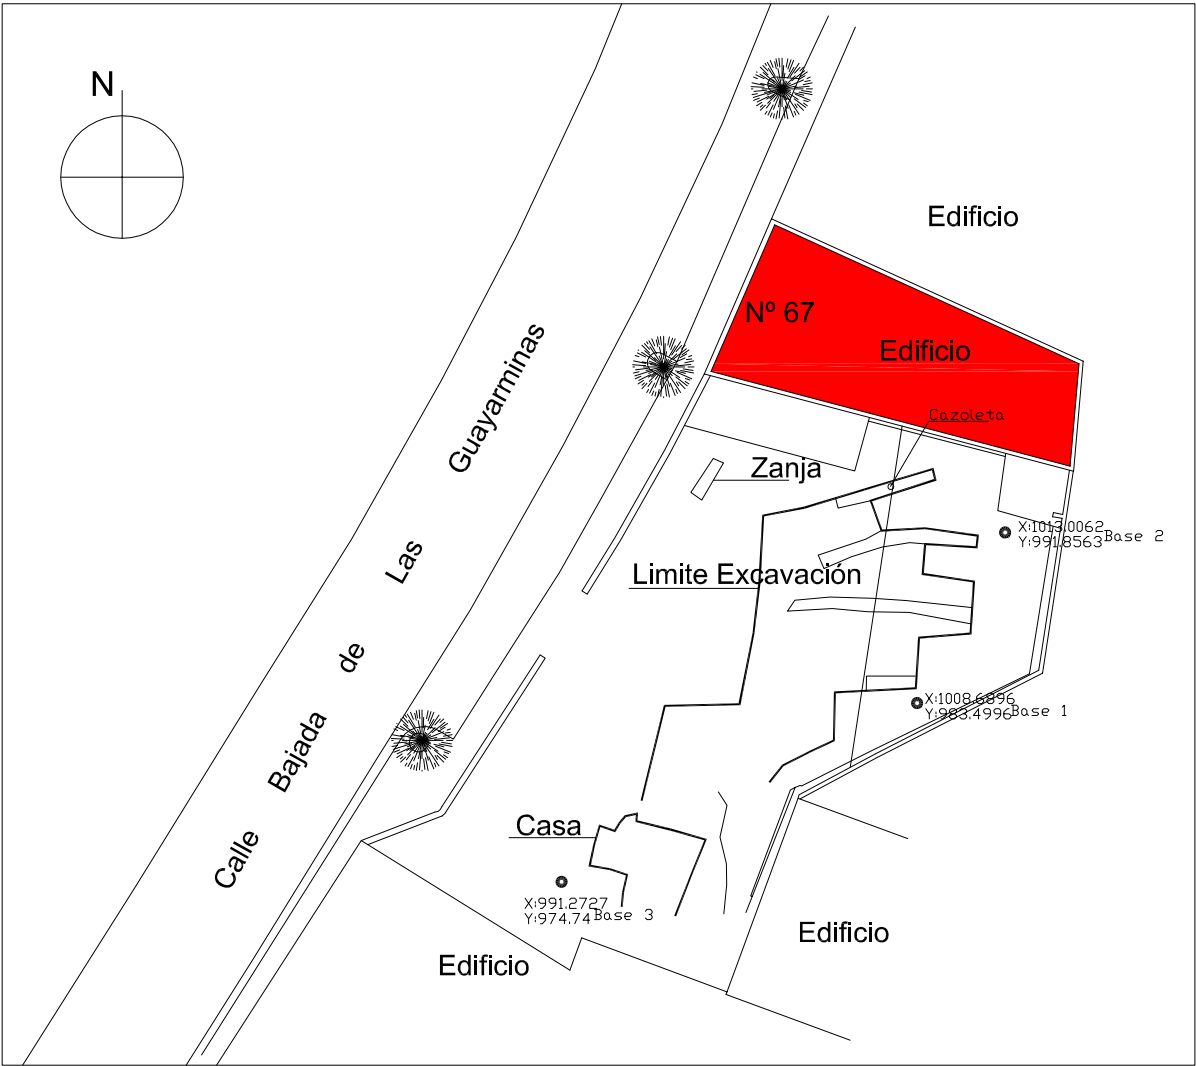 N
Edificio
Nº 67
Edificio
Cazoleta
Zanja
X:1013.0062
Y:991.8563
Base 2
Limite Excavación
X:1008.6896
Y:983.4996
Base 1
Calle Bajada de Las Guayarminas
Casa
X:991.2727
Y:974.74
Base 3
Edificio
Edificio